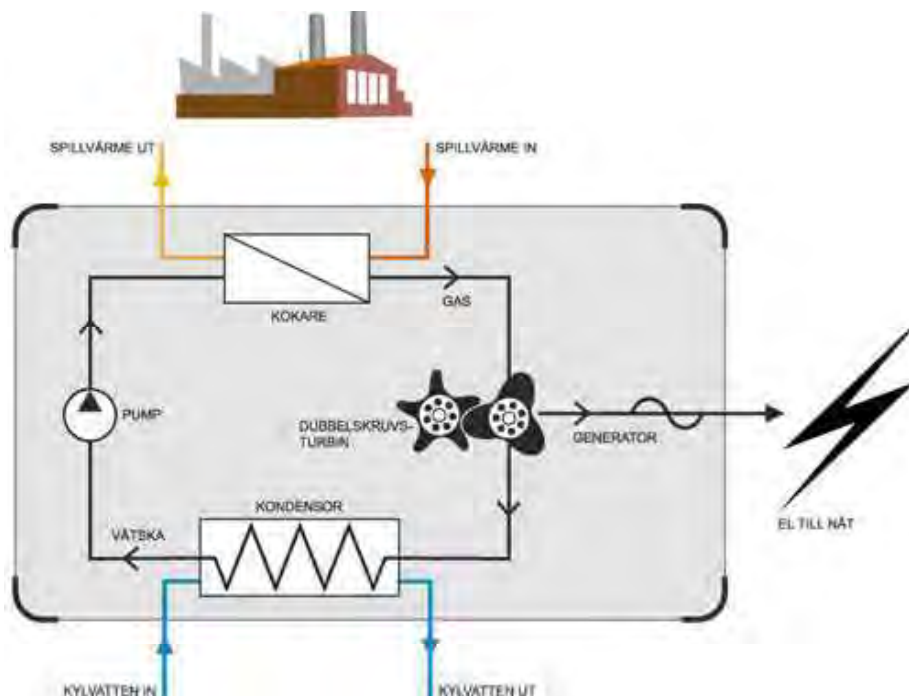 SPILLVÄRME UT
SPILLVÄRME IN
GAS
KOKARE
PUMP
DUBBELSKRUVS-
TURBIN
GENERATOR
KONDENSOR
VÄTSKA
EL TILL NÄT
KYLVATTEN IN
KYLVATTEN UT